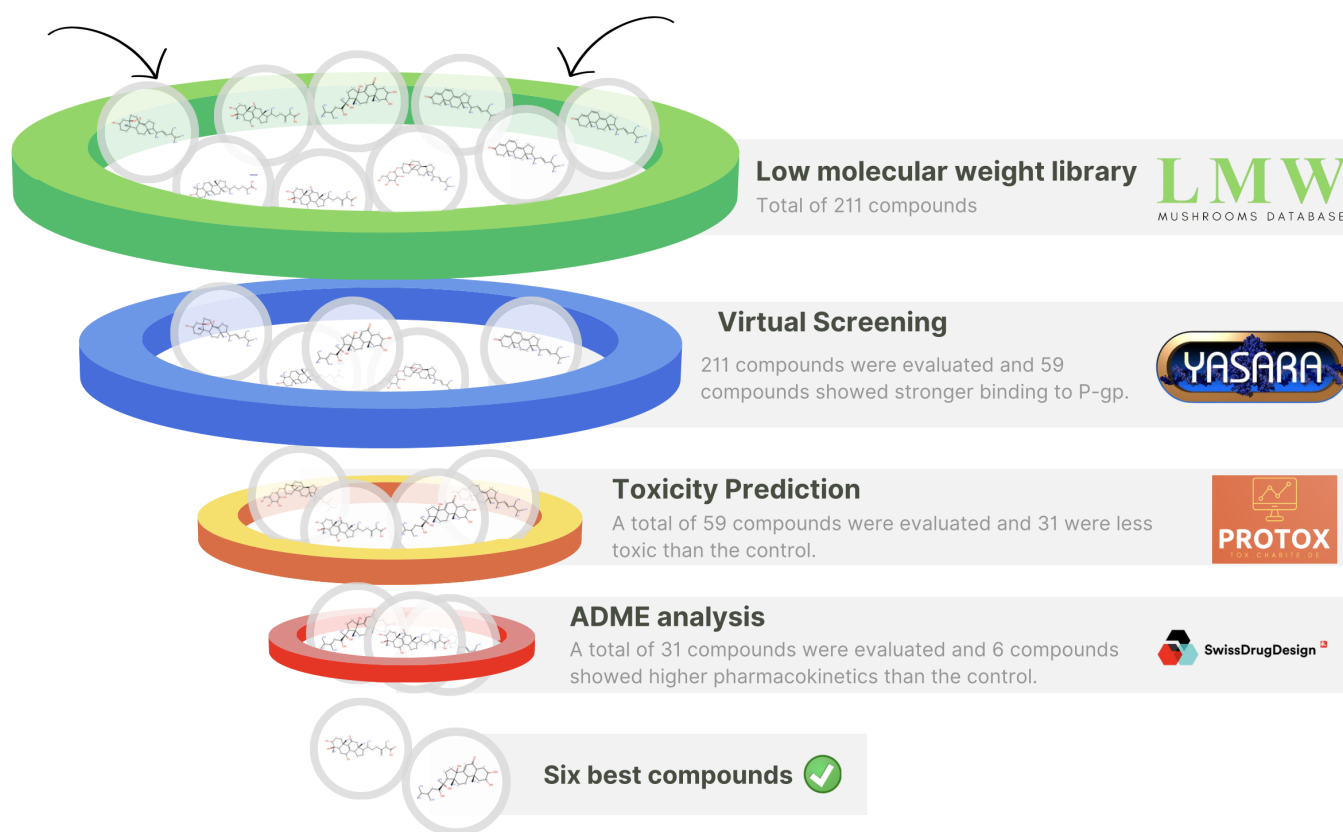 Low molecular weight library
Total of 211 compounds
LMW
MUSHROOMS DATABASE
Virtual Screening
211 compounds were evaluated and 59
compounds showed stronger binding to P-gp.
YASARA
Toxicity Prediction
A total of 59 compounds were evaluated and 31 were less
toxic than the control.
PROTOX
TOX.CHARITE.DE
ADME analysis
A total of 31 compounds were evaluated and 6 compounds
showed higher pharmacokinetics than the control.
SwissDrugDesign
Six best compounds